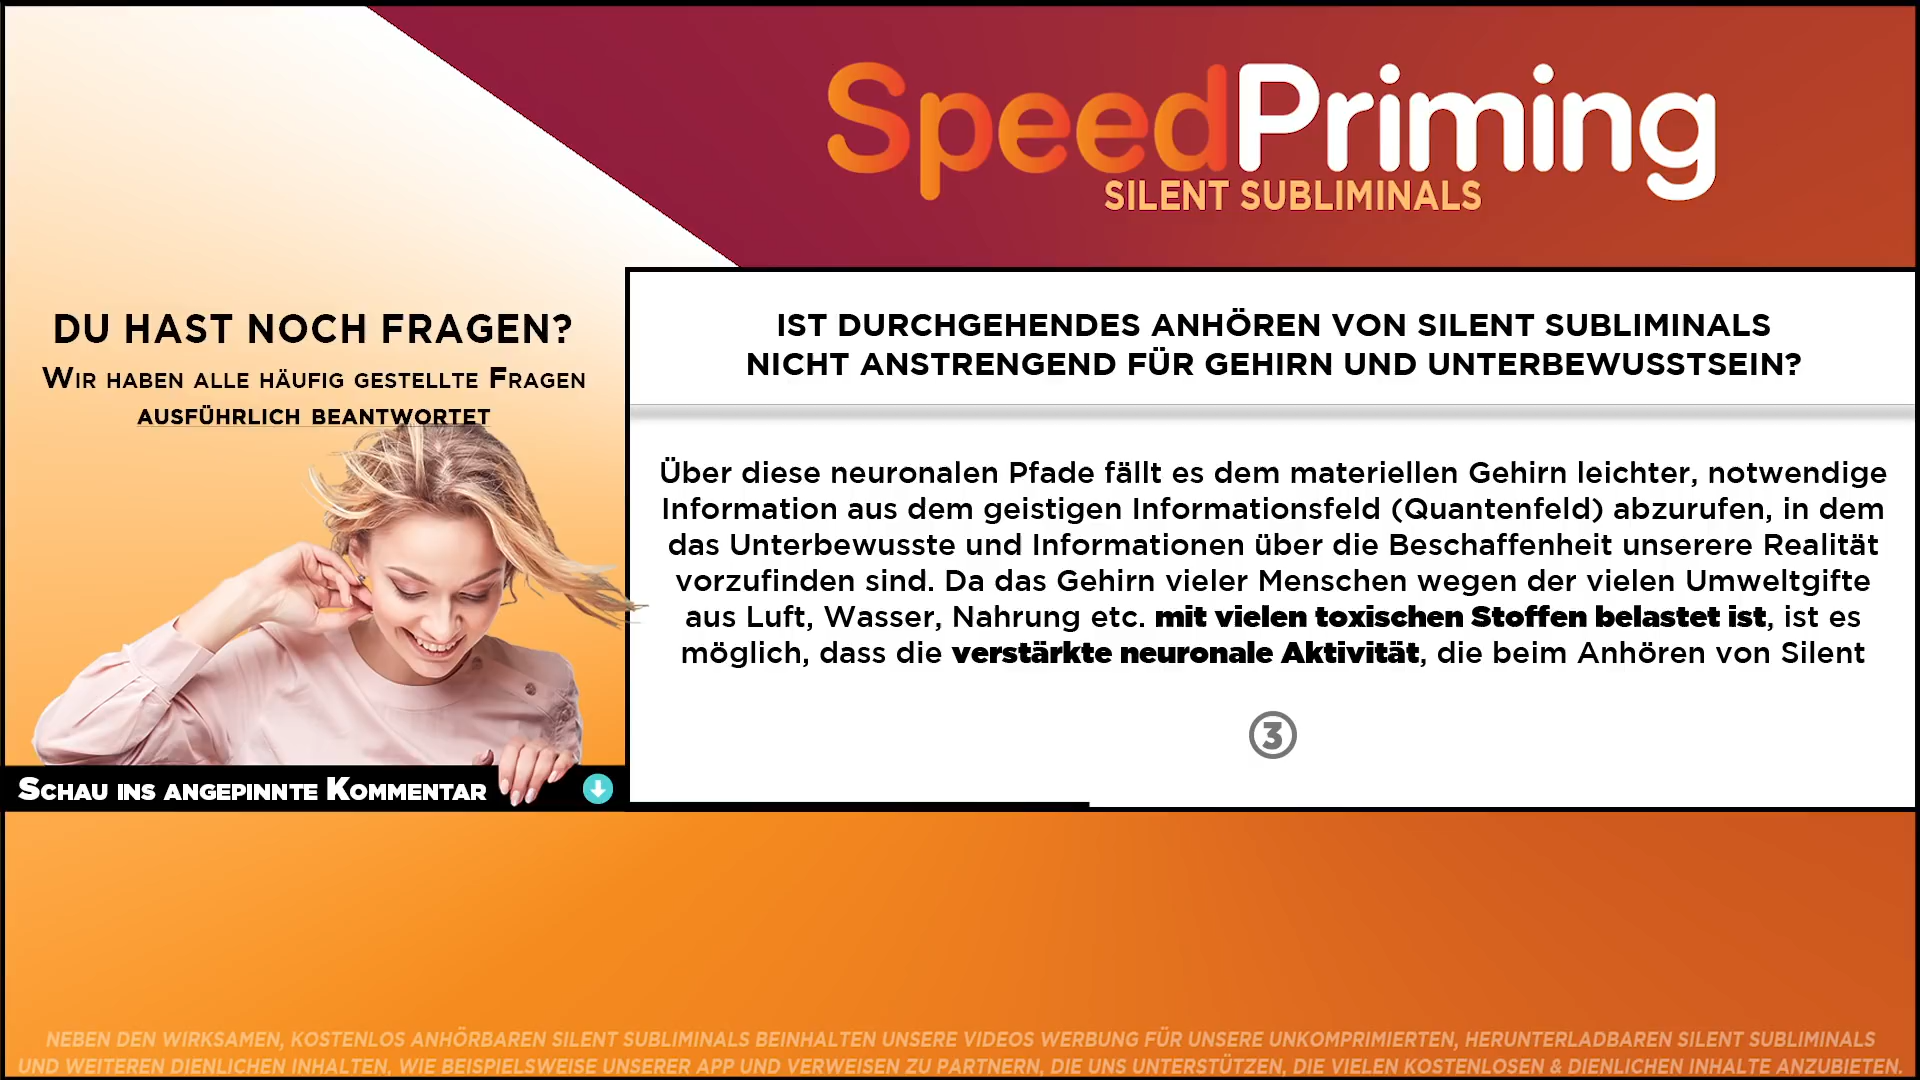 SpeedPriming
SILENT SUBLIMINALS
DU HAST NOCH FRAGEN?
WIR HABEN ALLE HÄUFIG GESTELLTE FRAGEN
AUSFÜHRLICH BEANTWORTET
SCHAU INS ANGEPINNTE KOMMENTAR
IST DURCHGEHENDES ANHÖREN VON SILENT SUBLIMINALS
NICHT ANSTRENGEND FÜR GEHIRN UND UNTERBEWUSSTSEIN?
Über diese neuronalen Pfade fällt es dem materiellen Gehirn leichter, notwendige
Information aus dem geistigen Informationsfeld (Quantenfeld) abzurufen, in dem
das Unterbewusste und Informationen über die Beschaffenheit unserere Realität
vorzufinden sind. Da das Gehirn vieler Menschen wegen der vielen Umweltgifte
aus Luft, Wasser, Nahrung etc. mit vielen toxischen Stoffen belastet ist, ist es
möglich, dass die verstärkte neuronale Aktivität, die beim Anhören von Silent
3
NEBEN DEN WIRKSAMEN, KOSTENLOS ANHÖRBAREN SILENT SUBLIMINALS BEINHALTEN UNSERE VIDEOS WERBUNG FÜR UNSERE UNKOMPRIMIERTEN, HERUNTERLADBAREN SILENT SUBLIMINALS
UND WEITEREN DIENLICHEN INHALTEN, WIE BEISPIELSWEISE UNSERER APP UND VERWEISEN ZU PARTNERN, DIE UNS UNTERSTÜTZEN, DIE VIELEN KOSTENLOSEN & DIENLICHEN INHALTE ANZUBIETEN.